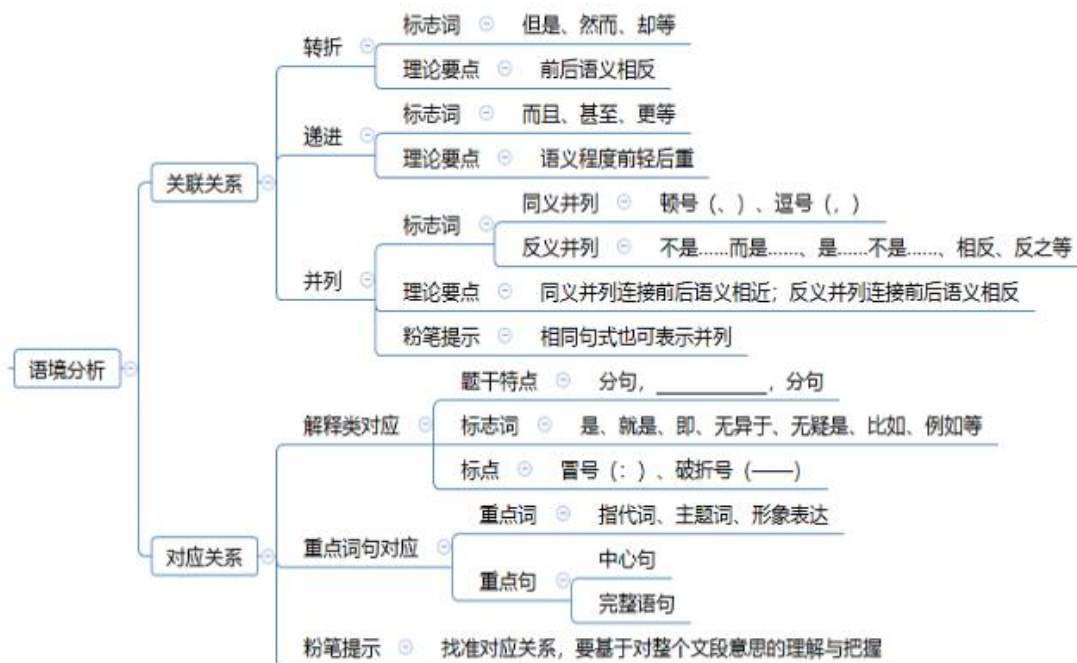 标志词 但是、然而、却等
转折
理论要点 前后语义相反
标志词 而且、甚至、更等
递进
理论要点 语义程度前轻后重
关联关系
同义并列 顿号（、）、逗号（，）
标志词
反义并列 不是……而是……、是……不是……、相反、反之等
并列
理论要点 同义并列连接前后语义相近；反义并列连接前后语义相反
粉笔提示 相同句式也可表示并列
语境分析
题干特点 分句，__________，分句
解释类对应 标志词 是、就是、即、无异于、无疑是、比如、例如等
标点 冒号（：）、破折号（——）
重点词 指代词、主题词、形象表达
对应关系 重点词句对应
中心句
重点句
完整语句
粉笔提示 找准对应关系，要基于对整个文段意思的理解与把握